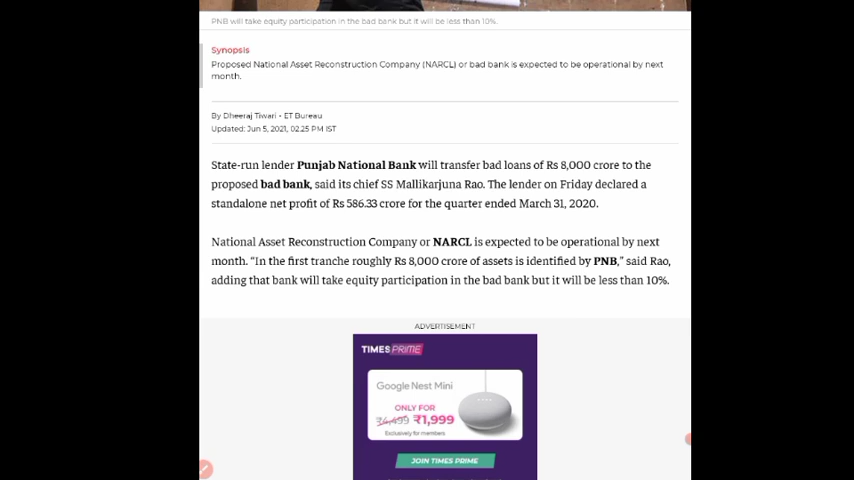 PNB will take equity participation in the bad bank but it will be less than 10%.
Synopsis
Proposed National Asset Reconstruction Company (NARCL) or bad bank is expected to be operational by next
month.
By Dheeraj Tiwari • ET Bureau
Updated: Jun 5, 2021, 02.25 PM IST
State-run lender Punjab National Bank will transfer bad loans of Rs 8,000 crore to the
proposed bad bank, said its chief SS Mallikarjuna Rao. The lender on Friday declared a
standalone net profit of Rs 586.33 crore for the quarter ended March 31, 2020.
National Asset Reconstruction Company or NARCL is expected to be operational by next
month. “In the first tranche roughly Rs 8,000 crore of assets is identified by PNB,” said Rao,
adding that bank will take equity participation in the bad bank but it will be less than 10%.
ADVERTISEMENT
TIMES PRIME
Google Nest Mini
ONLY FOR
₹4,499 ₹1,999
Exclusively for members
JOIN TIMES PRIME